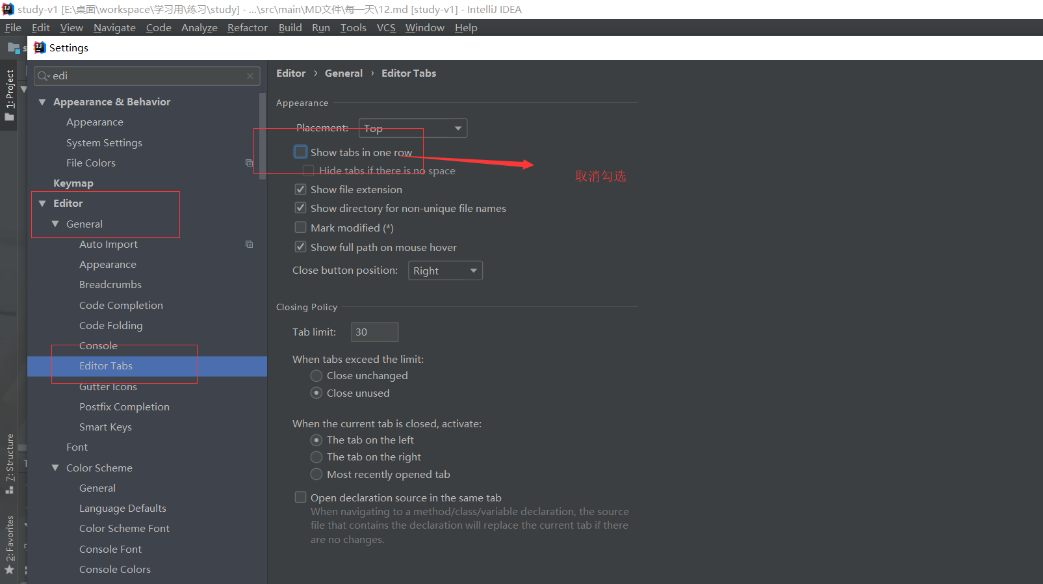 study-v1 [E:\桌面\workspace\学习用\练习\study] - ...\src\main\MD文件\每一天\12.md [study-v1] - IntelliJ IDEA
File Edit View Navigate Code Analyze Refactor Build Run Tools VCS Window Help
s
Settings
1: Project
edi
Appearance & Behavior
Appearance
System Settings
File Colors
Keymap
Editor
General
Auto Import
Appearance
Breadcrumbs
Code Completion
Code Folding
Console
Editor Tabs
Gutter Icons
Postfix Completion
Smart Keys
Font
Color Scheme
General
Language Defaults
Color Scheme Font
Console Font
Console Colors
Z: Structure
2: Favorites
Editor › General › Editor Tabs
Appearance
Placement: Top
Show tabs in one row
Hide tabs if there is no space
取消勾选
Show file extension
Show directory for non-unique file names
Mark modified (*)
Show full path on mouse hover
Close button position: Right
Closing Policy
Tab limit: 30
When tabs exceed the limit:
Close unchanged
Close unused
When the current tab is closed, activate:
The tab on the left
The tab on the right
Most recently opened tab
Open declaration source in the same tab
When navigating to a method/class/variable declaration, the source
file that contains the declaration will replace the current tab if there
are no changes.